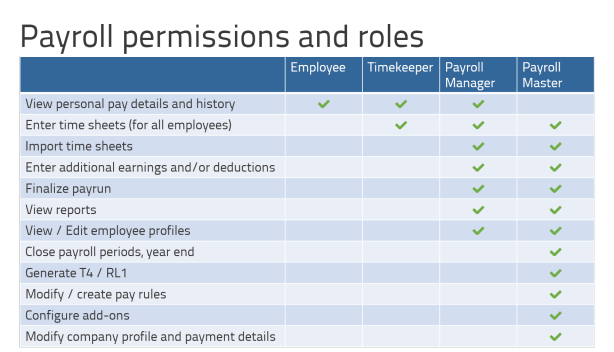 Payroll permissions and roles
Employee Timekeeper Payroll Manager Payroll Master
View personal pay details and history ✓ ✓ ✓
Enter time sheets (for all employees) ✓ ✓ ✓
Import time sheets ✓ ✓
Enter additional earnings and/or deductions ✓ ✓
Finalize payrun ✓ ✓
View reports ✓ ✓
View / Edit employee profiles ✓ ✓
Close payroll periods, year end ✓
Generate T4 / RL1 ✓
Modify / create pay rules ✓
Configure add-ons ✓
Modify company profile and payment details ✓